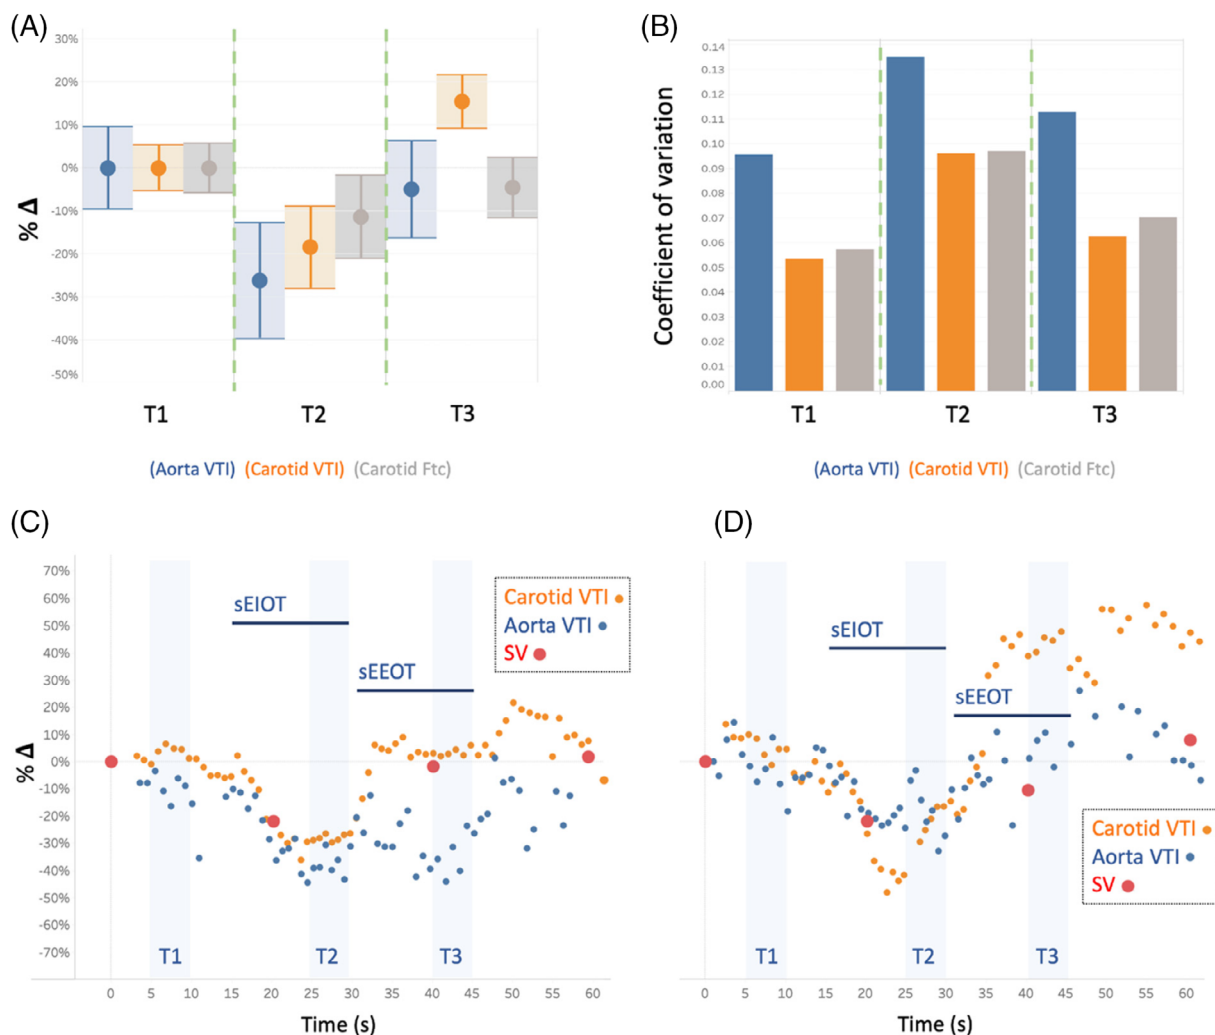 (A)
30%
20%
10%
0%
-10%
-20%
-30%
-40%
-50%
% Δ
T1 T2 T3
(Aorta VTI) (Carotid VTI) (Carotid Ftc)
(B)
0.14
0.13
0.12
0.11
0.10
0.09
0.08
0.07
0.06
0.05
0.04
0.03
0.02
0.01
0.00
Coefficient of variation
T1 T2 T3
(Aorta VTI) (Carotid VTI) (Carotid Ftc)
(C)
70%
60%
50%
40%
30%
20%
10%
0%
-10%
-20%
-30%
-40%
-50%
-60%
-70%
% Δ
sEIOT
sEEOT
Carotid VTI
Aorta VTI
SV
T1 T2 T3
0 5 10 15 20 25 30 35 40 45 50 55 60
Time (s)
(D)
sEIOT
sEEOT
Carotid VTI
Aorta VTI
SV
T1 T2 T3
0 5 10 15 20 25 30 35 40 45 50 55 60
Time (s)